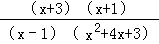 (x+3) (x+1)
(x-1) (x²+4x+3)